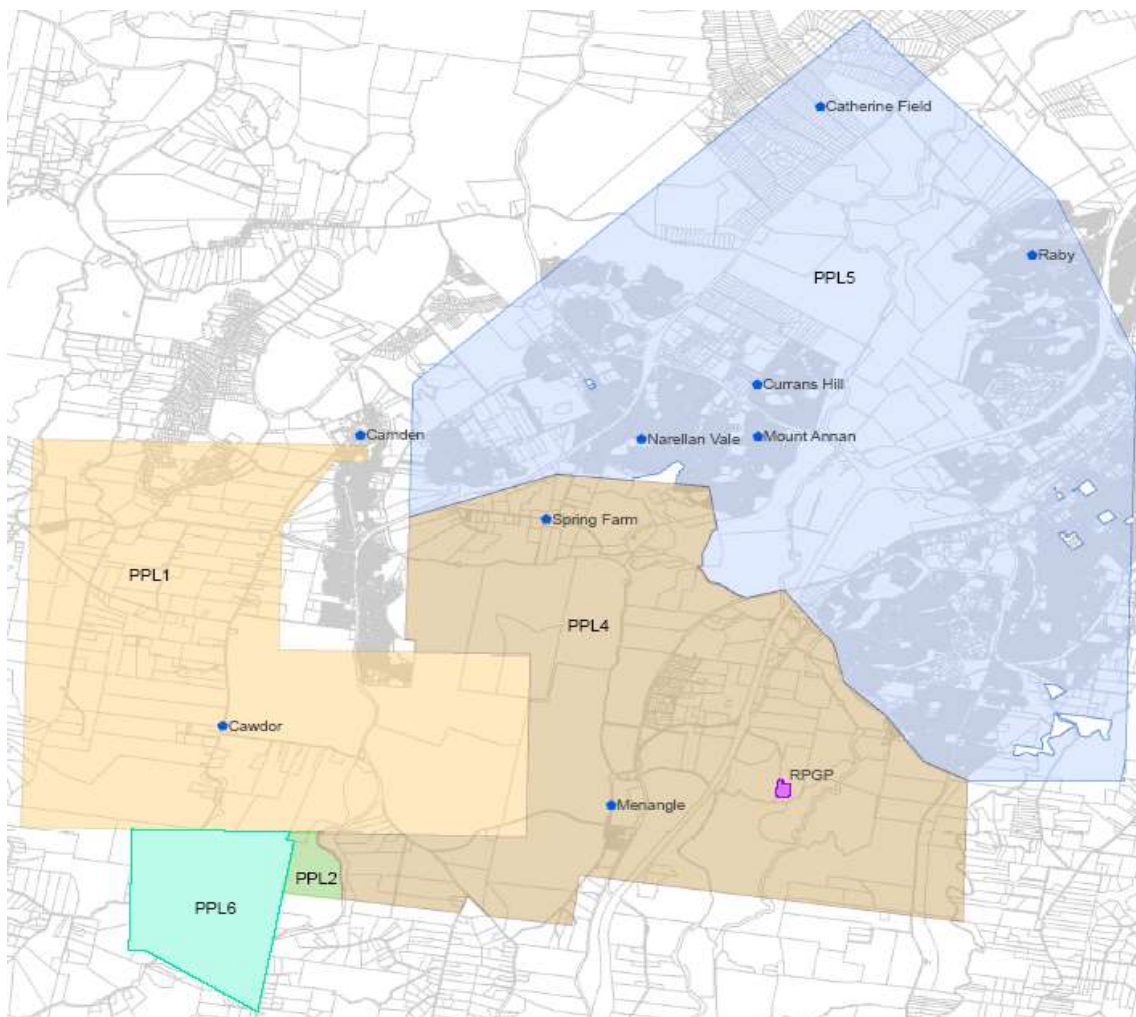 Catherine Field
Raby
PPL5
Currans Hill
Camden
Narellan Vale
Mount Annan
Spring Farm
PPL1
PPL4
Cawdor
RPGP
Menangle
PPL2
PPL6